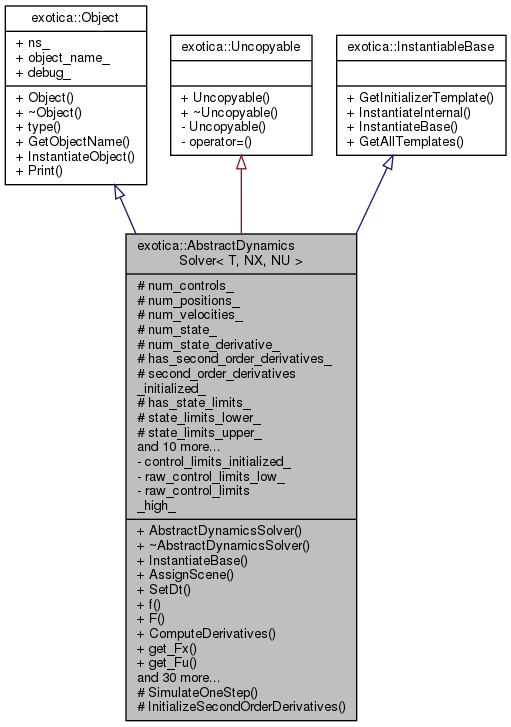 exotica::Object
+ ns_
+ object_name_
+ debug_
+ Object()
+ ~Object()
+ type()
+ GetObjectName()
+ InstantiateObject()
+ Print()
exotica::Uncopyable
+ Uncopyable()
+ ~Uncopyable()
- Uncopyable()
- operator=()
exotica::InstantiableBase
+ GetInitializerTemplate()
+ InstantiateInternal()
+ InstantiateBase()
+ GetAllTemplates()
exotica::AbstractDynamics
Solver< T, NX, NU >
# num_controls_
# num_positions_
# num_velocities_
# num_state_
# num_state_derivative_
# has_second_order_derivatives_
# second_order_derivatives
_initialized_
# has_state_limits_
# state_limits_lower_
# state_limits_upper_
and 10 more...
- control_limits_initialized_
- raw_control_limits_low_
- raw_control_limits
_high_
+ AbstractDynamicsSolver()
+ ~AbstractDynamicsSolver()
+ InstantiateBase()
+ AssignScene()
+ SetDt()
+ f()
+ F()
+ ComputeDerivatives()
+ get_Fx()
+ get_Fu()
and 30 more...
# SimulateOneStep()
# InitializeSecondOrderDerivatives()